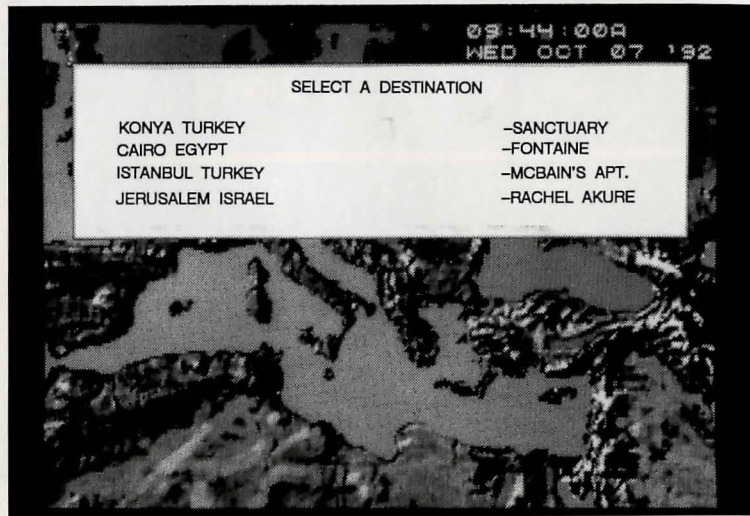 09:44:00A
WED OCT 07 '92
SELECT A DESTINATION
KONYA TURKEY -SANCTUARY
CAIRO EGYPT -FONTAINE
ISTANBUL TURKEY -MCBAIN'S APT.
JERUSALEM ISRAEL -RACHEL AKURE